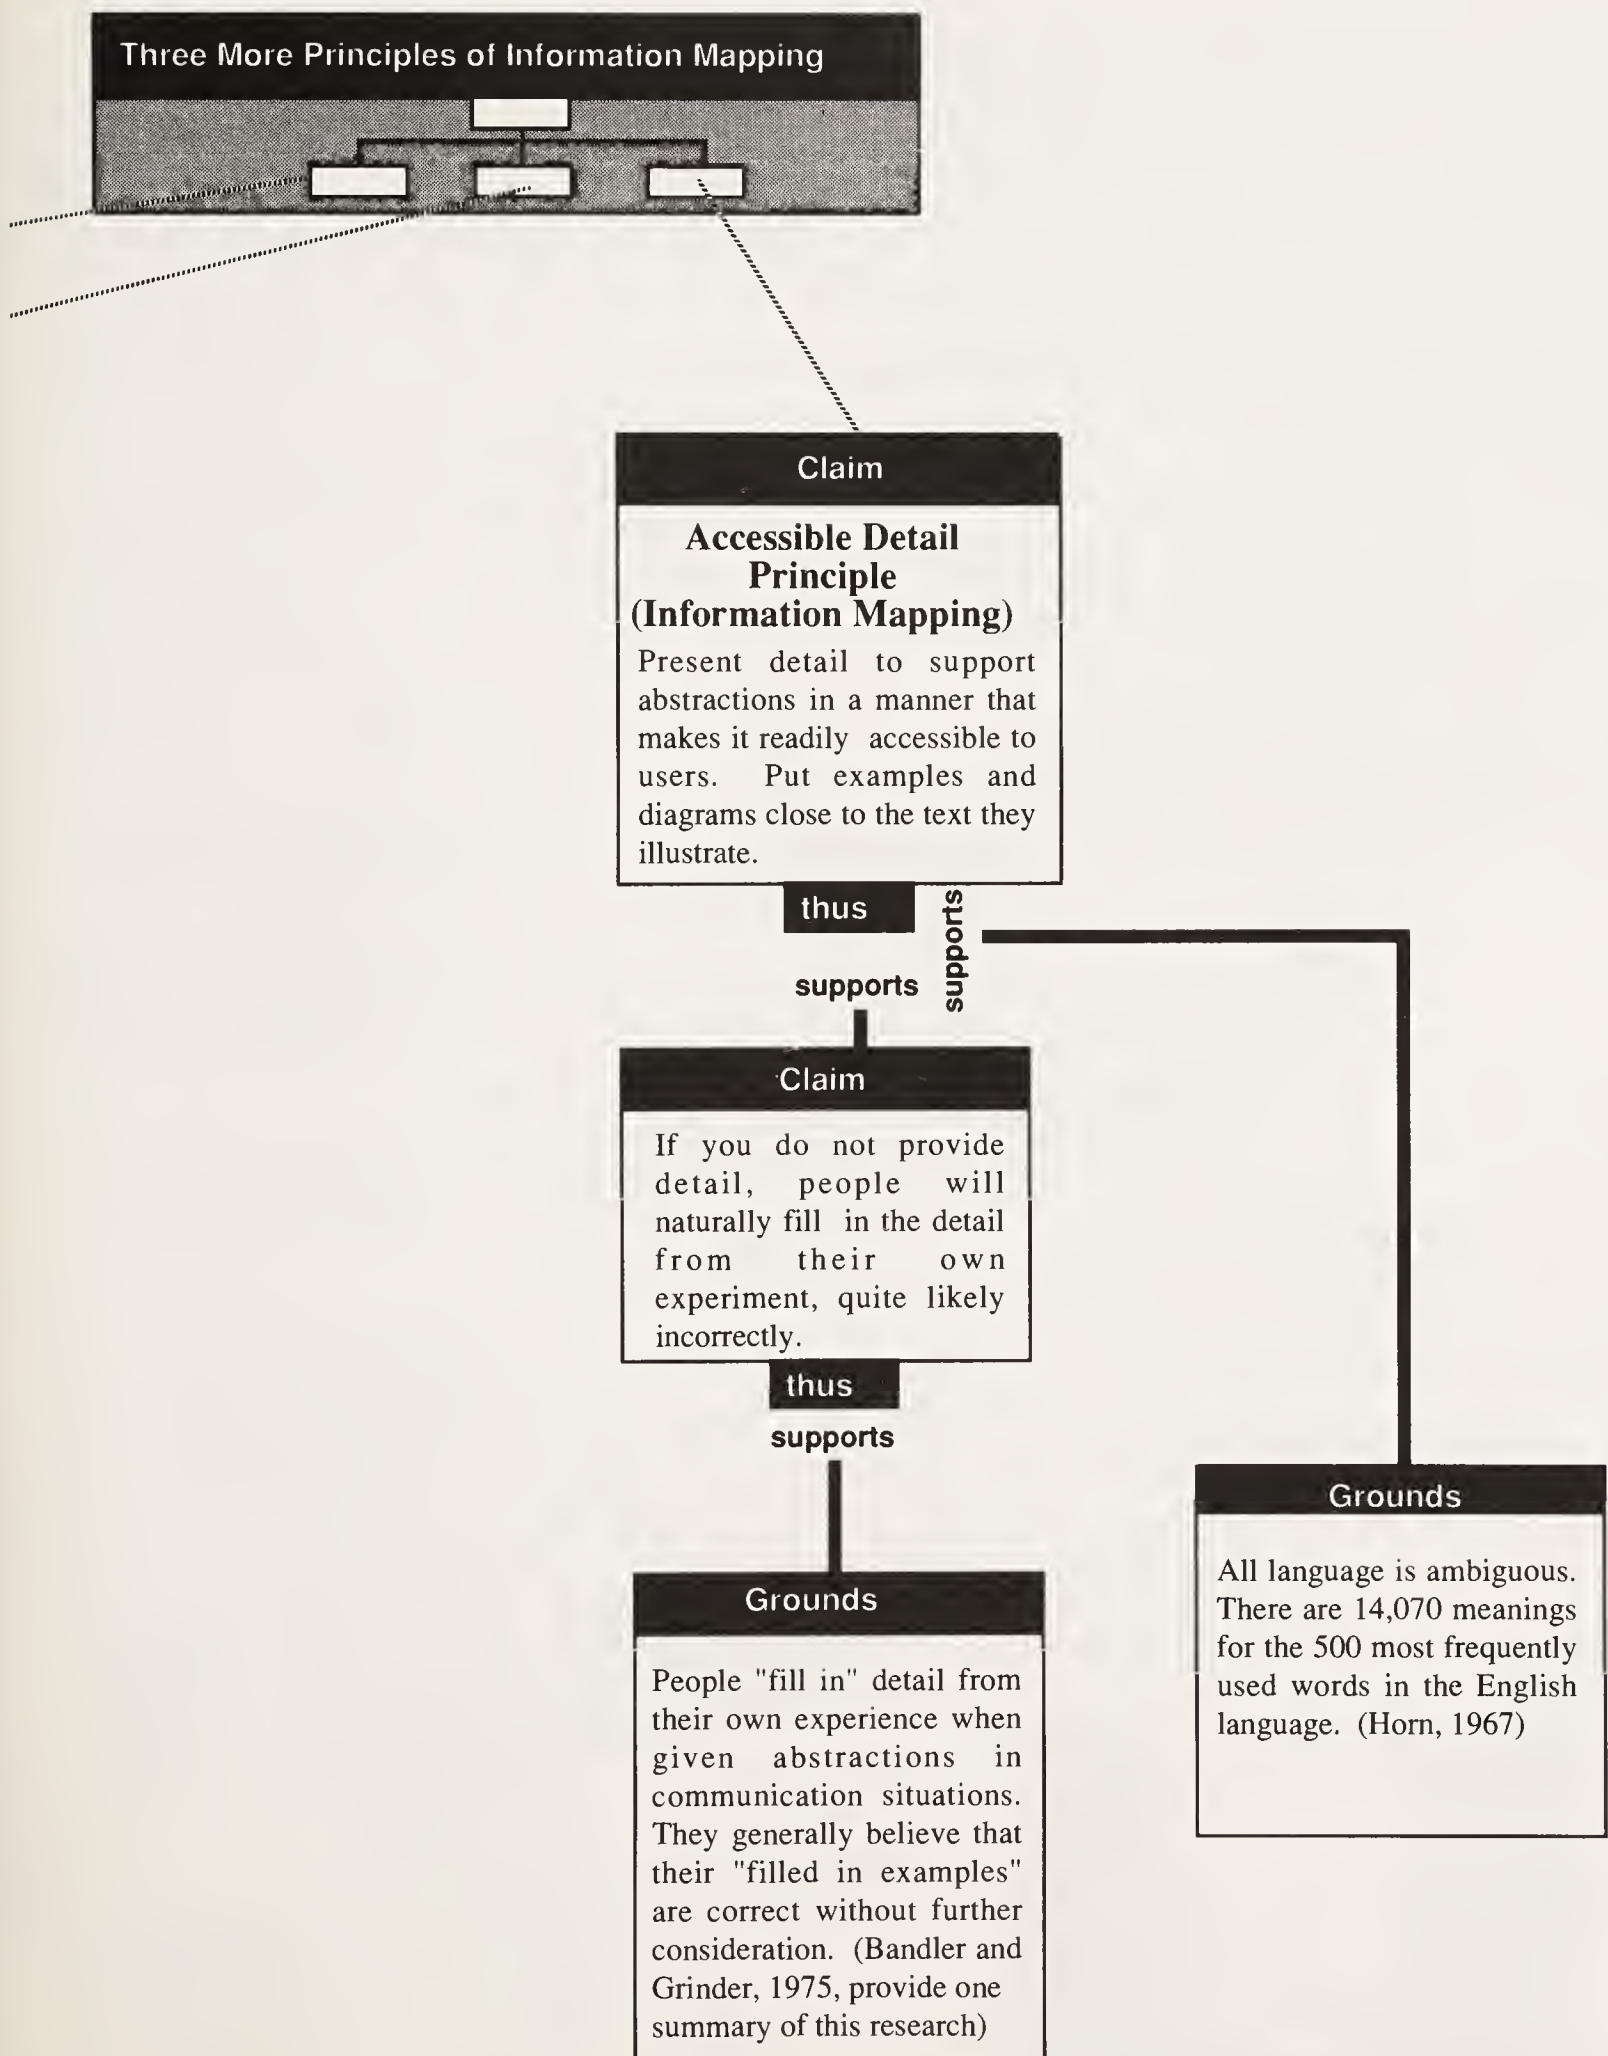 Three More Principles of Information Mapping
Claim
Accessible Detail
Principle
(Information Mapping)
Present detail to support
abstractions in a manner that
makes it readily accessible to
users. Put examples and
diagrams close to the text they
illustrate.
thus
supports
supports
Claim
If you do not provide
detail, people will
naturally fill in the detail
from their own
experiment, quite likely
incorrectly.
thus
supports
Grounds
People "fill in" detail from
their own experience when
given abstractions in
communication situations.
They generally believe that
their "filled in examples"
are correct without further
consideration. (Bandler and
Grinder, 1975, provide one
summary of this research)
Grounds
All language is ambiguous.
There are 14,070 meanings
for the 500 most frequently
used words in the English
language. (Horn, 1967)